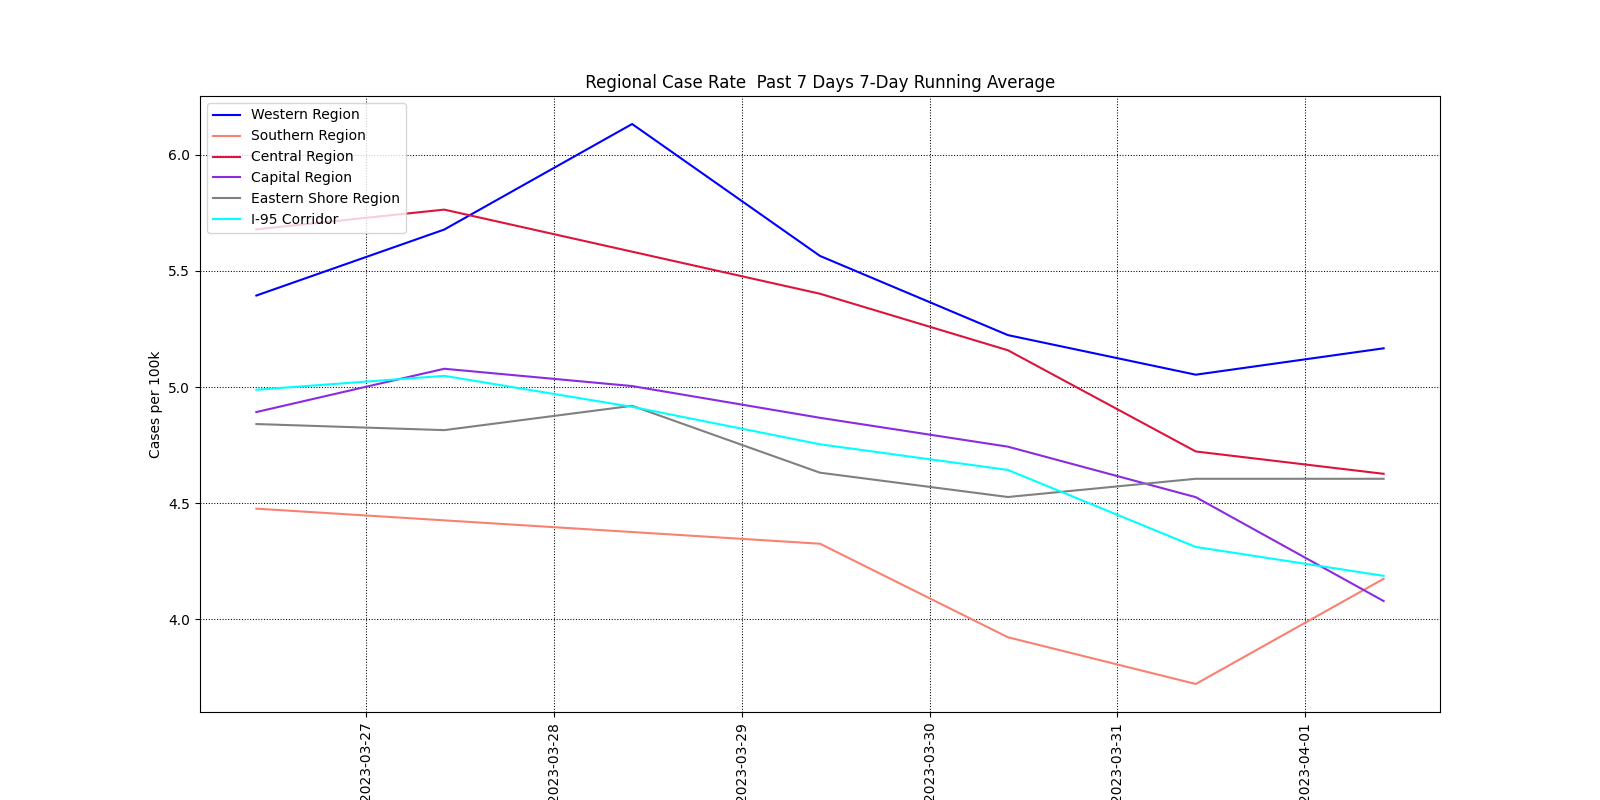 Regional Case Rate  Past 7 Days 7-Day Running Average
Western Region
Southern Region
Central Region
Capital Region
Eastern Shore Region
I-95 Corridor
6.0
5.5
5.0
4.5
4.0
Cases per 100k
2023-03-27
2023-03-28
2023-03-29
2023-03-30
2023-03-31
2023-04-01